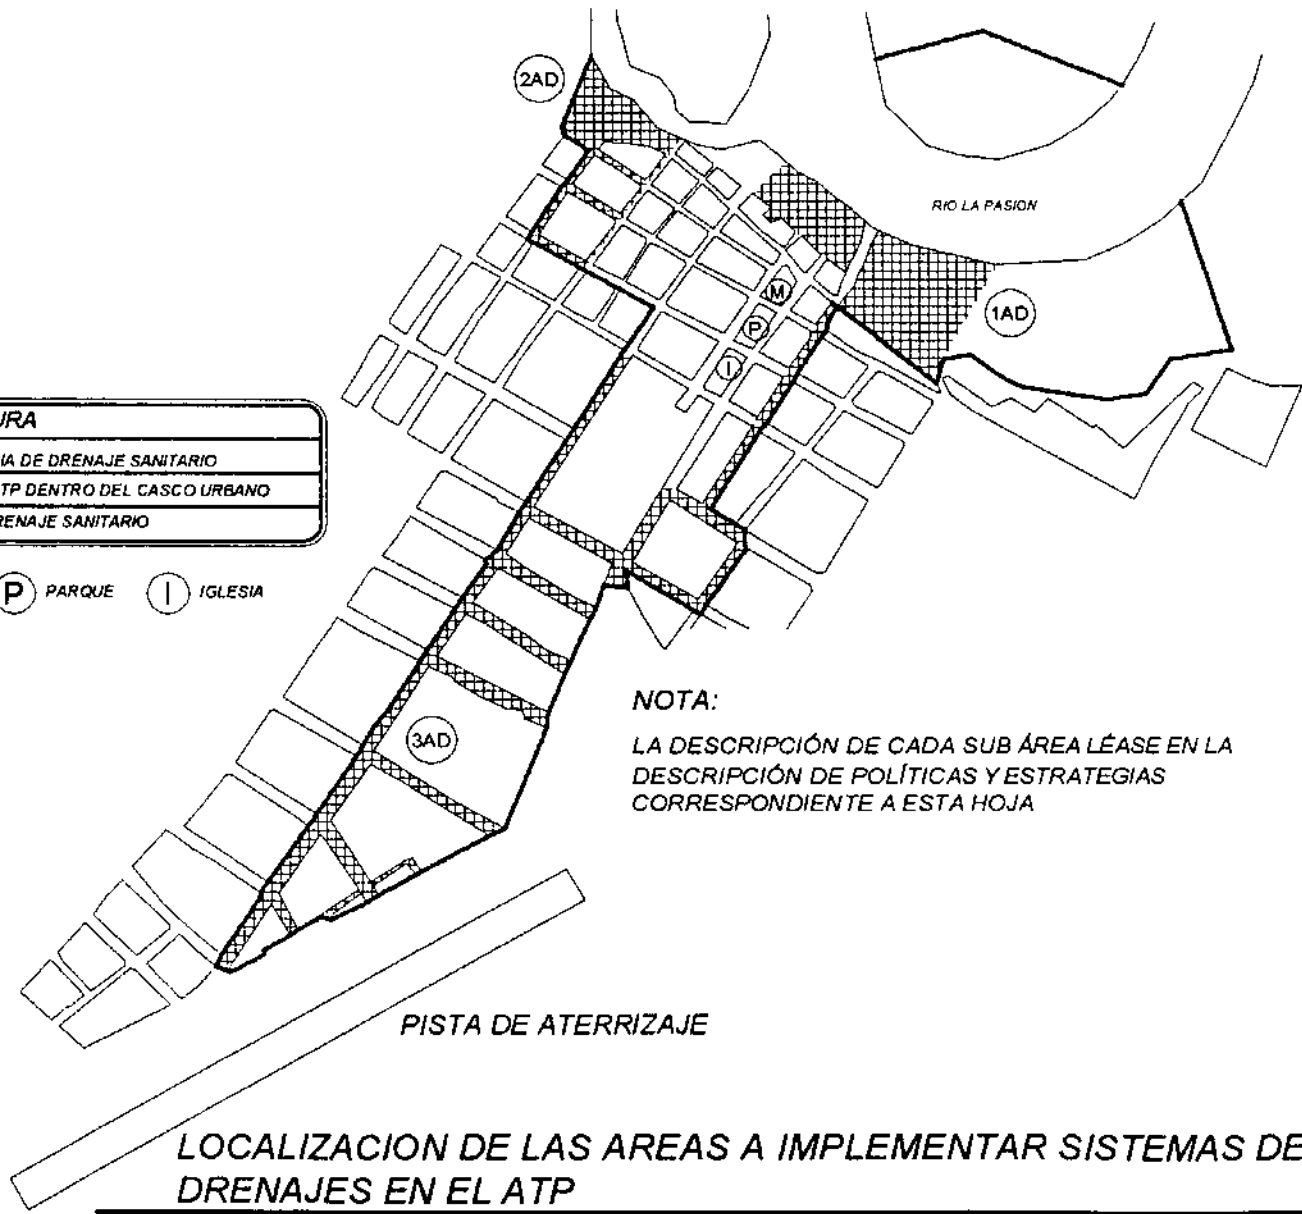 2AD
RIO LA PASION
1AD
M
P
I
URA
IA DE DRENAJE SANITARIO
TP DENTRO DEL CASCO URBANO
RENAJE SANITARIO
P PARQUE I IGLESIA
NOTA:
LA DESCRIPCIÓN DE CADA SUB ÁREA LÉASE EN LA
DESCRIPCIÓN DE POLÍTICAS Y ESTRATEGIAS
CORRESPONDIENTE A ESTA HOJA
3AD
PISTA DE ATERRIZAJE
LOCALIZACION DE LAS AREAS A IMPLEMENTAR SISTEMAS DE
DRENAJES EN EL ATP